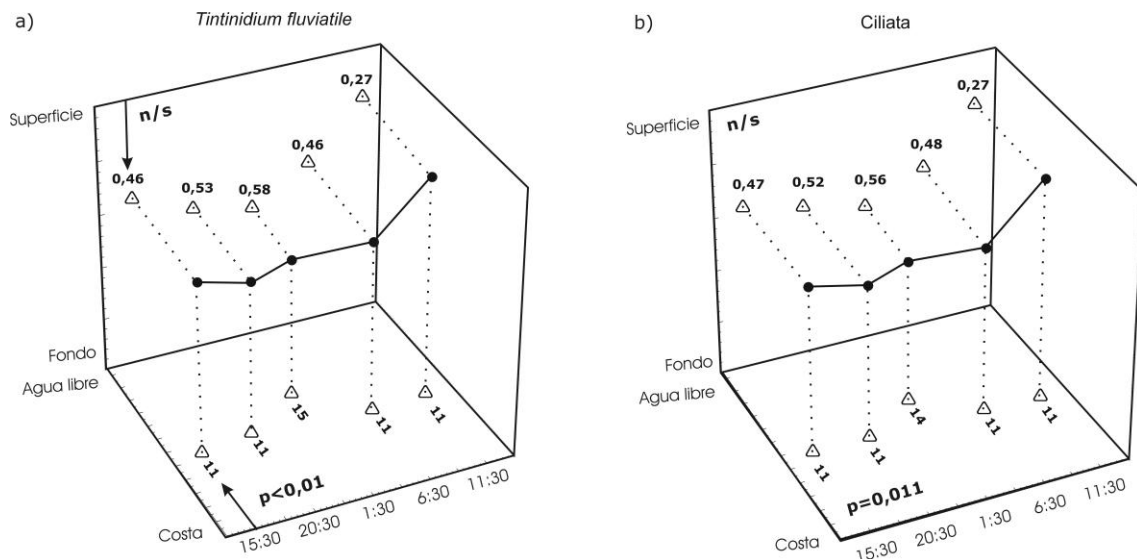 a)
Tintinidium fluviatile
Superficie
n/s
0,46
0,53
0,58
0,46
0,27
Fondo
Agua libre
11
11
15
11
11
p<0,01
Costa
15:30 20:30 1:30 6:30 11:30
b)
Ciliata
Superficie
n/s
0,47
0,52
0,56
0,48
0,27
Fondo
Agua libre
11
11
14
11
11
p=0,011
Costa
15:30 20:30 1:30 6:30 11:30